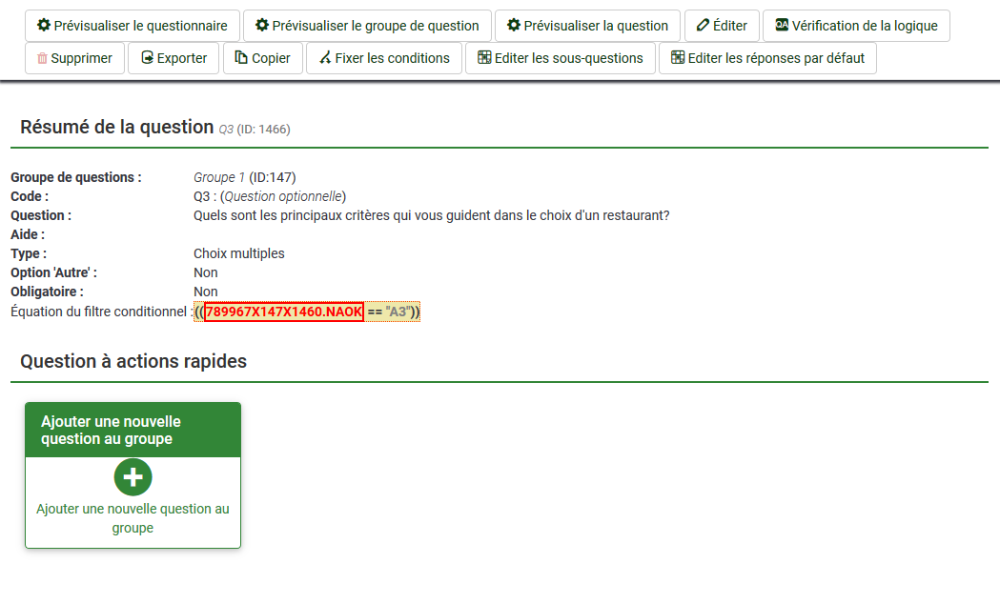 Prévisualiser le questionnaire Prévisualiser le groupe de question Prévisualiser la question Éditer QA Vérification de la logique
Supprimer Exporter Copier Fixer les conditions Editer les sous-questions Editer les réponses par défaut
Résumé de la question Q3 (ID: 1466)
Groupe de questions : Groupe 1 (ID:147)
Code : Q3 : (Question optionnelle)
Question : Quels sont les principaux critères qui vous guident dans le choix d'un restaurant?
Aide :
Type : Choix multiples
Option 'Autre' : Non
Obligatoire : Non
Équation du filtre conditionnel : ((789967X147X1460.NAOK == "A3"))
Question à actions rapides
Ajouter une nouvelle
question au groupe
Ajouter une nouvelle question au
groupe